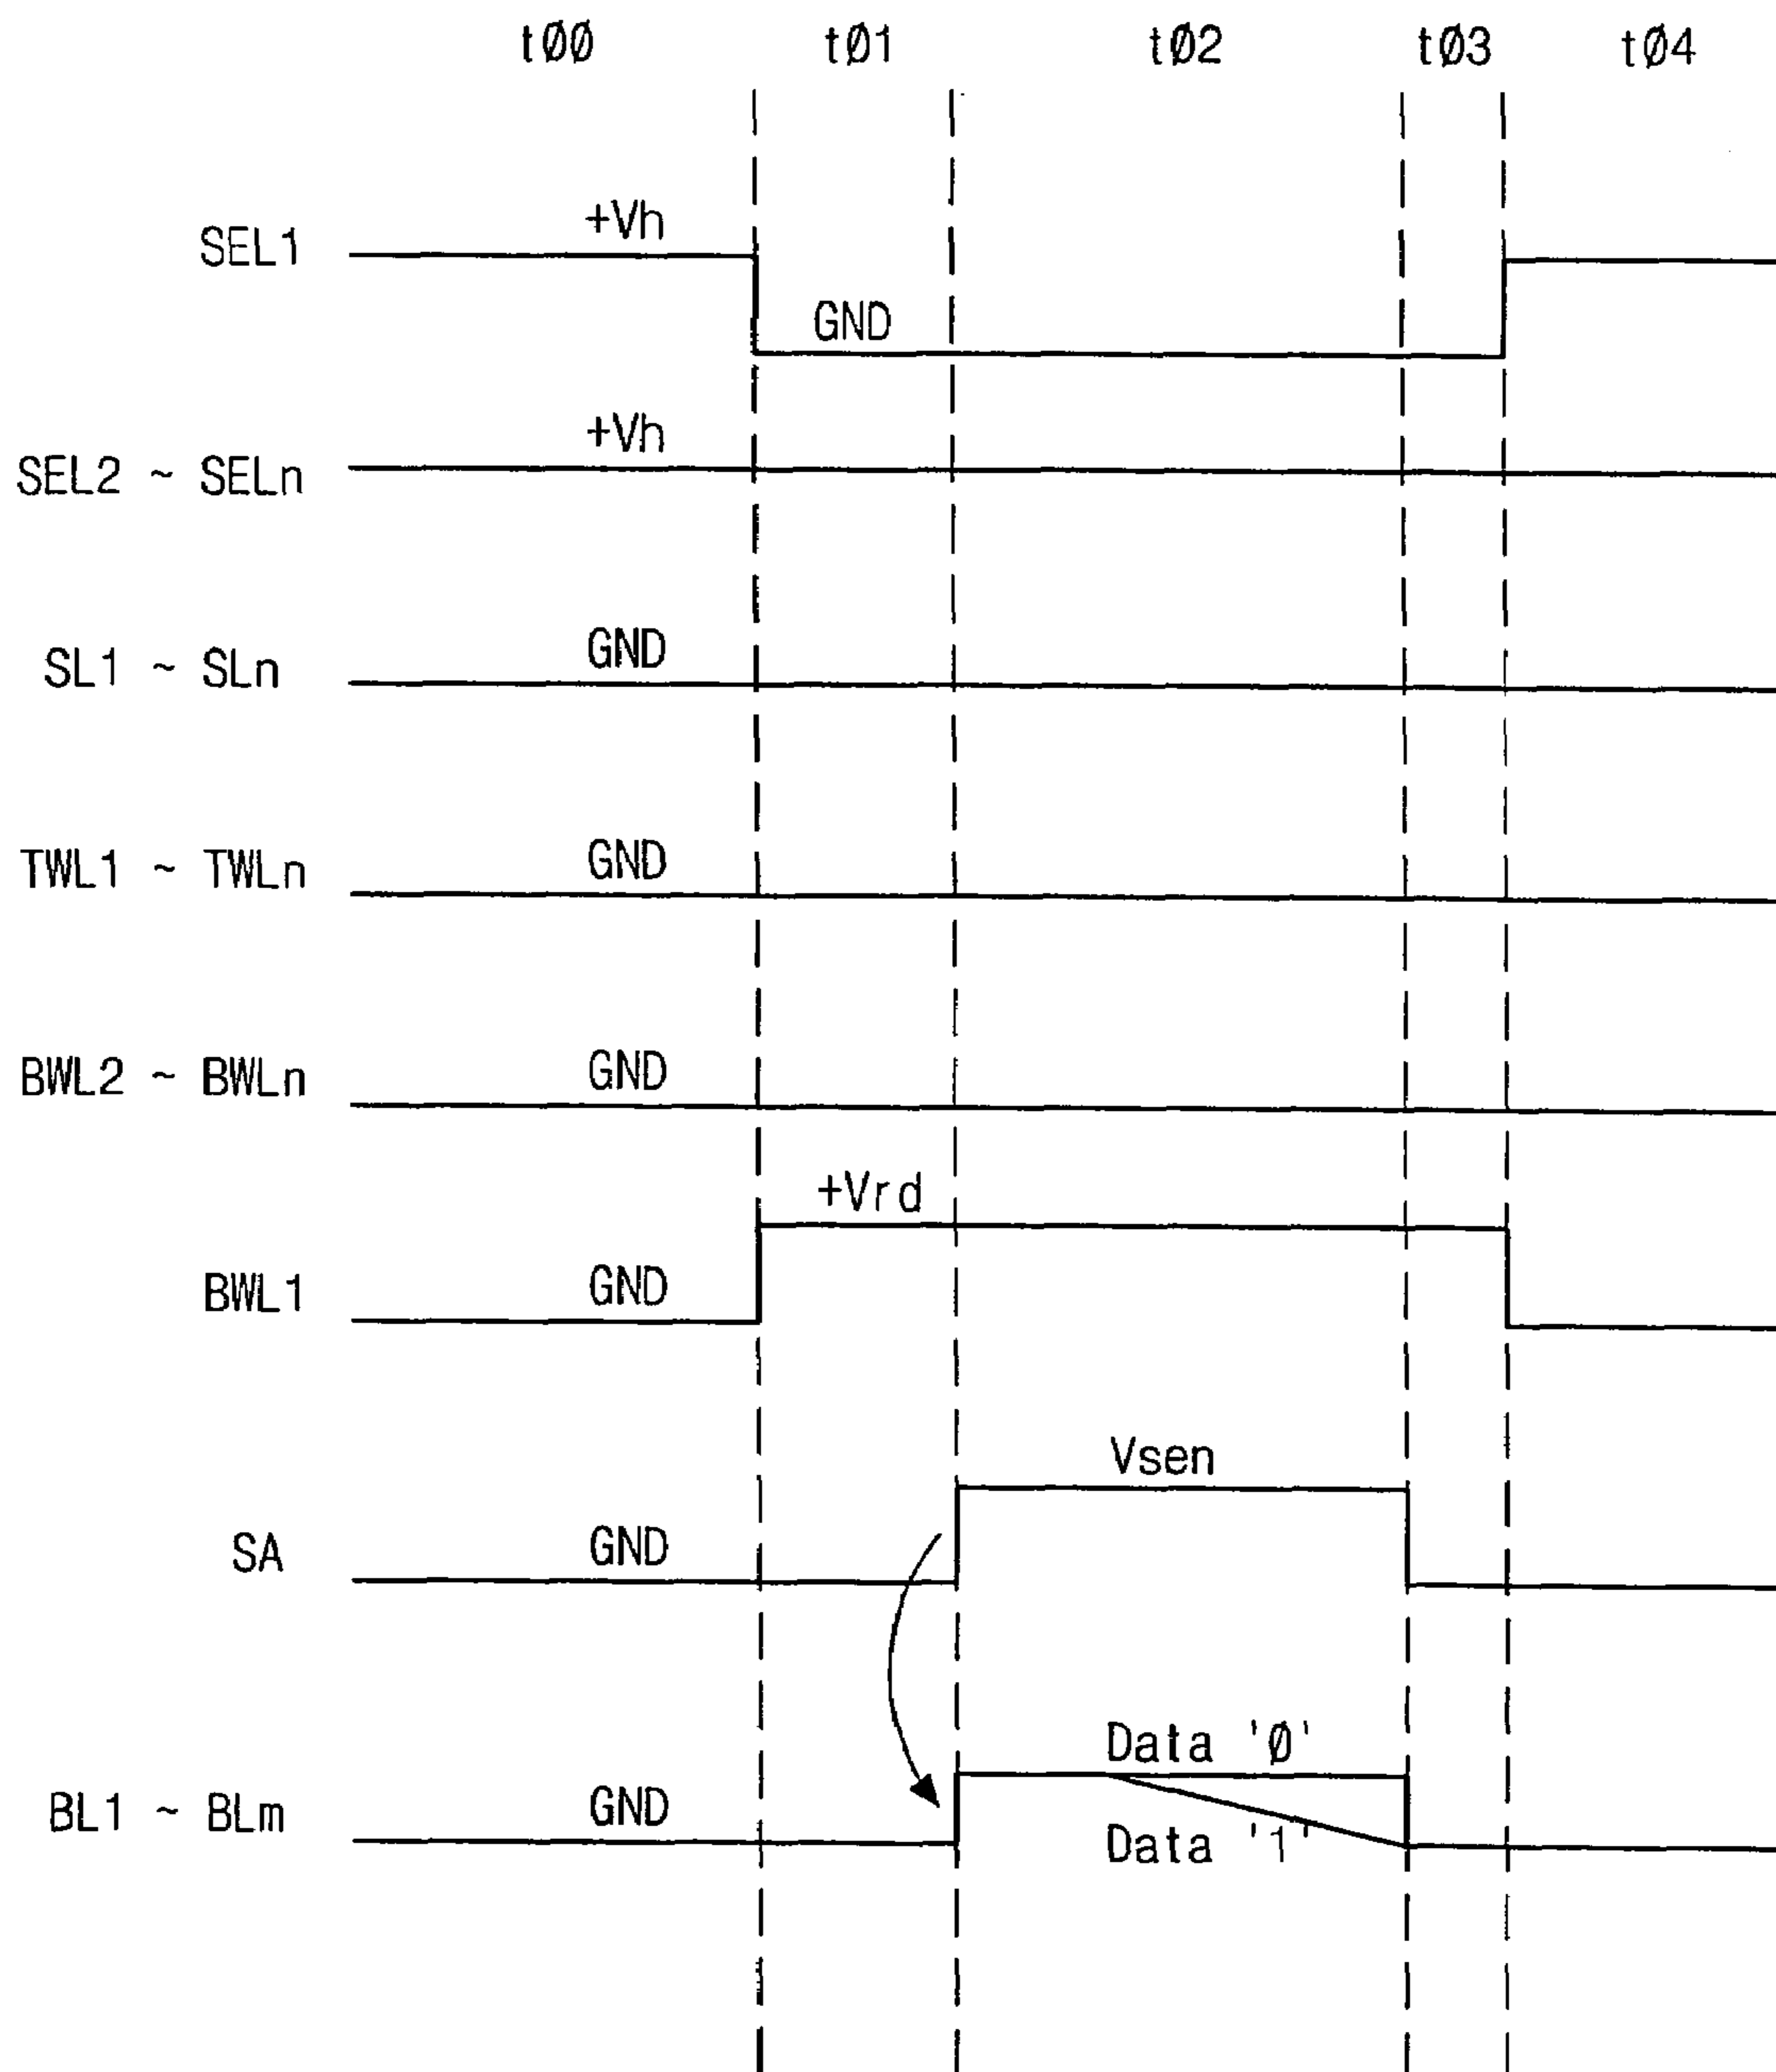 tØØ tØ1 tØ2 tØ3 tØ4
+Vh
SEL1
GND
+Vh
SEL2 ~ SELn
GND
SL1 ~ SLn
GND
TWL1 ~ TWLn
GND
BWL2 ~ BWLn
+Vrd
GND
BWL1
Vsen
GND
SA
Data 'Ø'
GND
BL1 ~ BLm
Data '1'